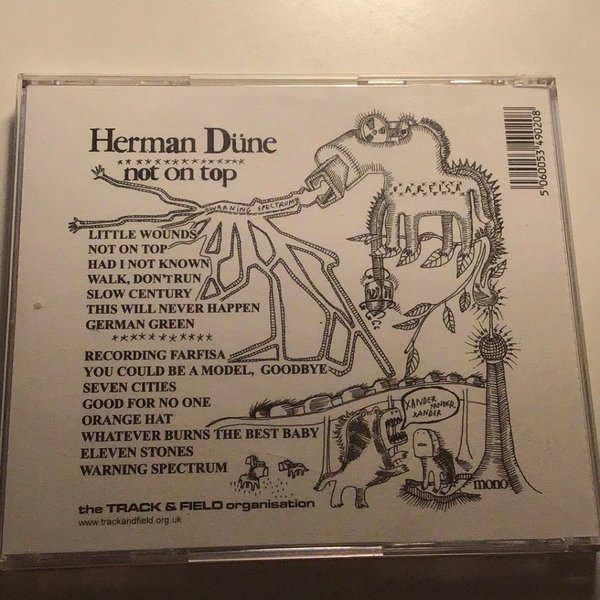 Herman Düne
not on top
WARNING SPECTRUM
LITTLE WOUNDS
NOT ON TOP
HAD I NOT KNOWN
WALK, DON'T RUN
SLOW CENTURY
THIS WILL NEVER HAPPEN
GERMAN GREEN
RECORDING FARFISA
YOU COULD BE A MODEL, GOODBYE
SEVEN CITIES
GOOD FOR NO ONE
ORANGE HAT
WHATEVER BURNS THE BEST BABY
ELEVEN STONES
WARNING SPECTRUM
the TRACK & FIELD organisation
www.trackandfield.org.uk
FARFISA
XANDER
XANDER
XANDER
mono
5 060053 490208